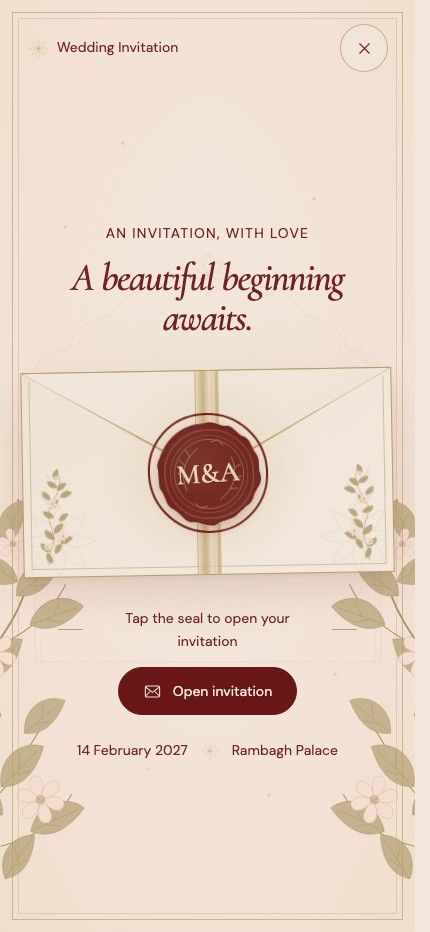 Wedding Invitation
AN INVITATION, WITH LOVE
A beautiful beginning
awaits.
M&A
Tap the seal to open your
invitation
Open invitation
14 February 2027 Rambagh Palace